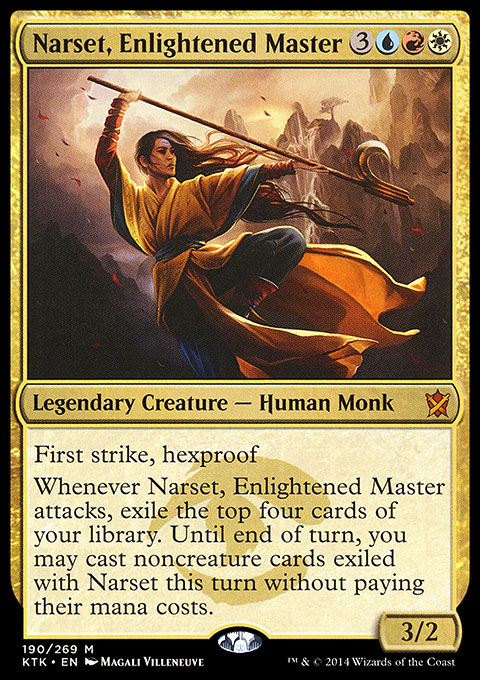 Narset, Enlightened Master 3
Legendary Creature — Human Monk
First strike, hexproof
Whenever Narset, Enlightened Master
attacks, exile the top four cards of
your library. Until end of turn, you
may cast noncreature cards exiled
with Narset this turn without paying
their mana costs.
3/2
190/269 M
KTK • EN Magali Villeneuve
™ & © 2014 Wizards of the Coast